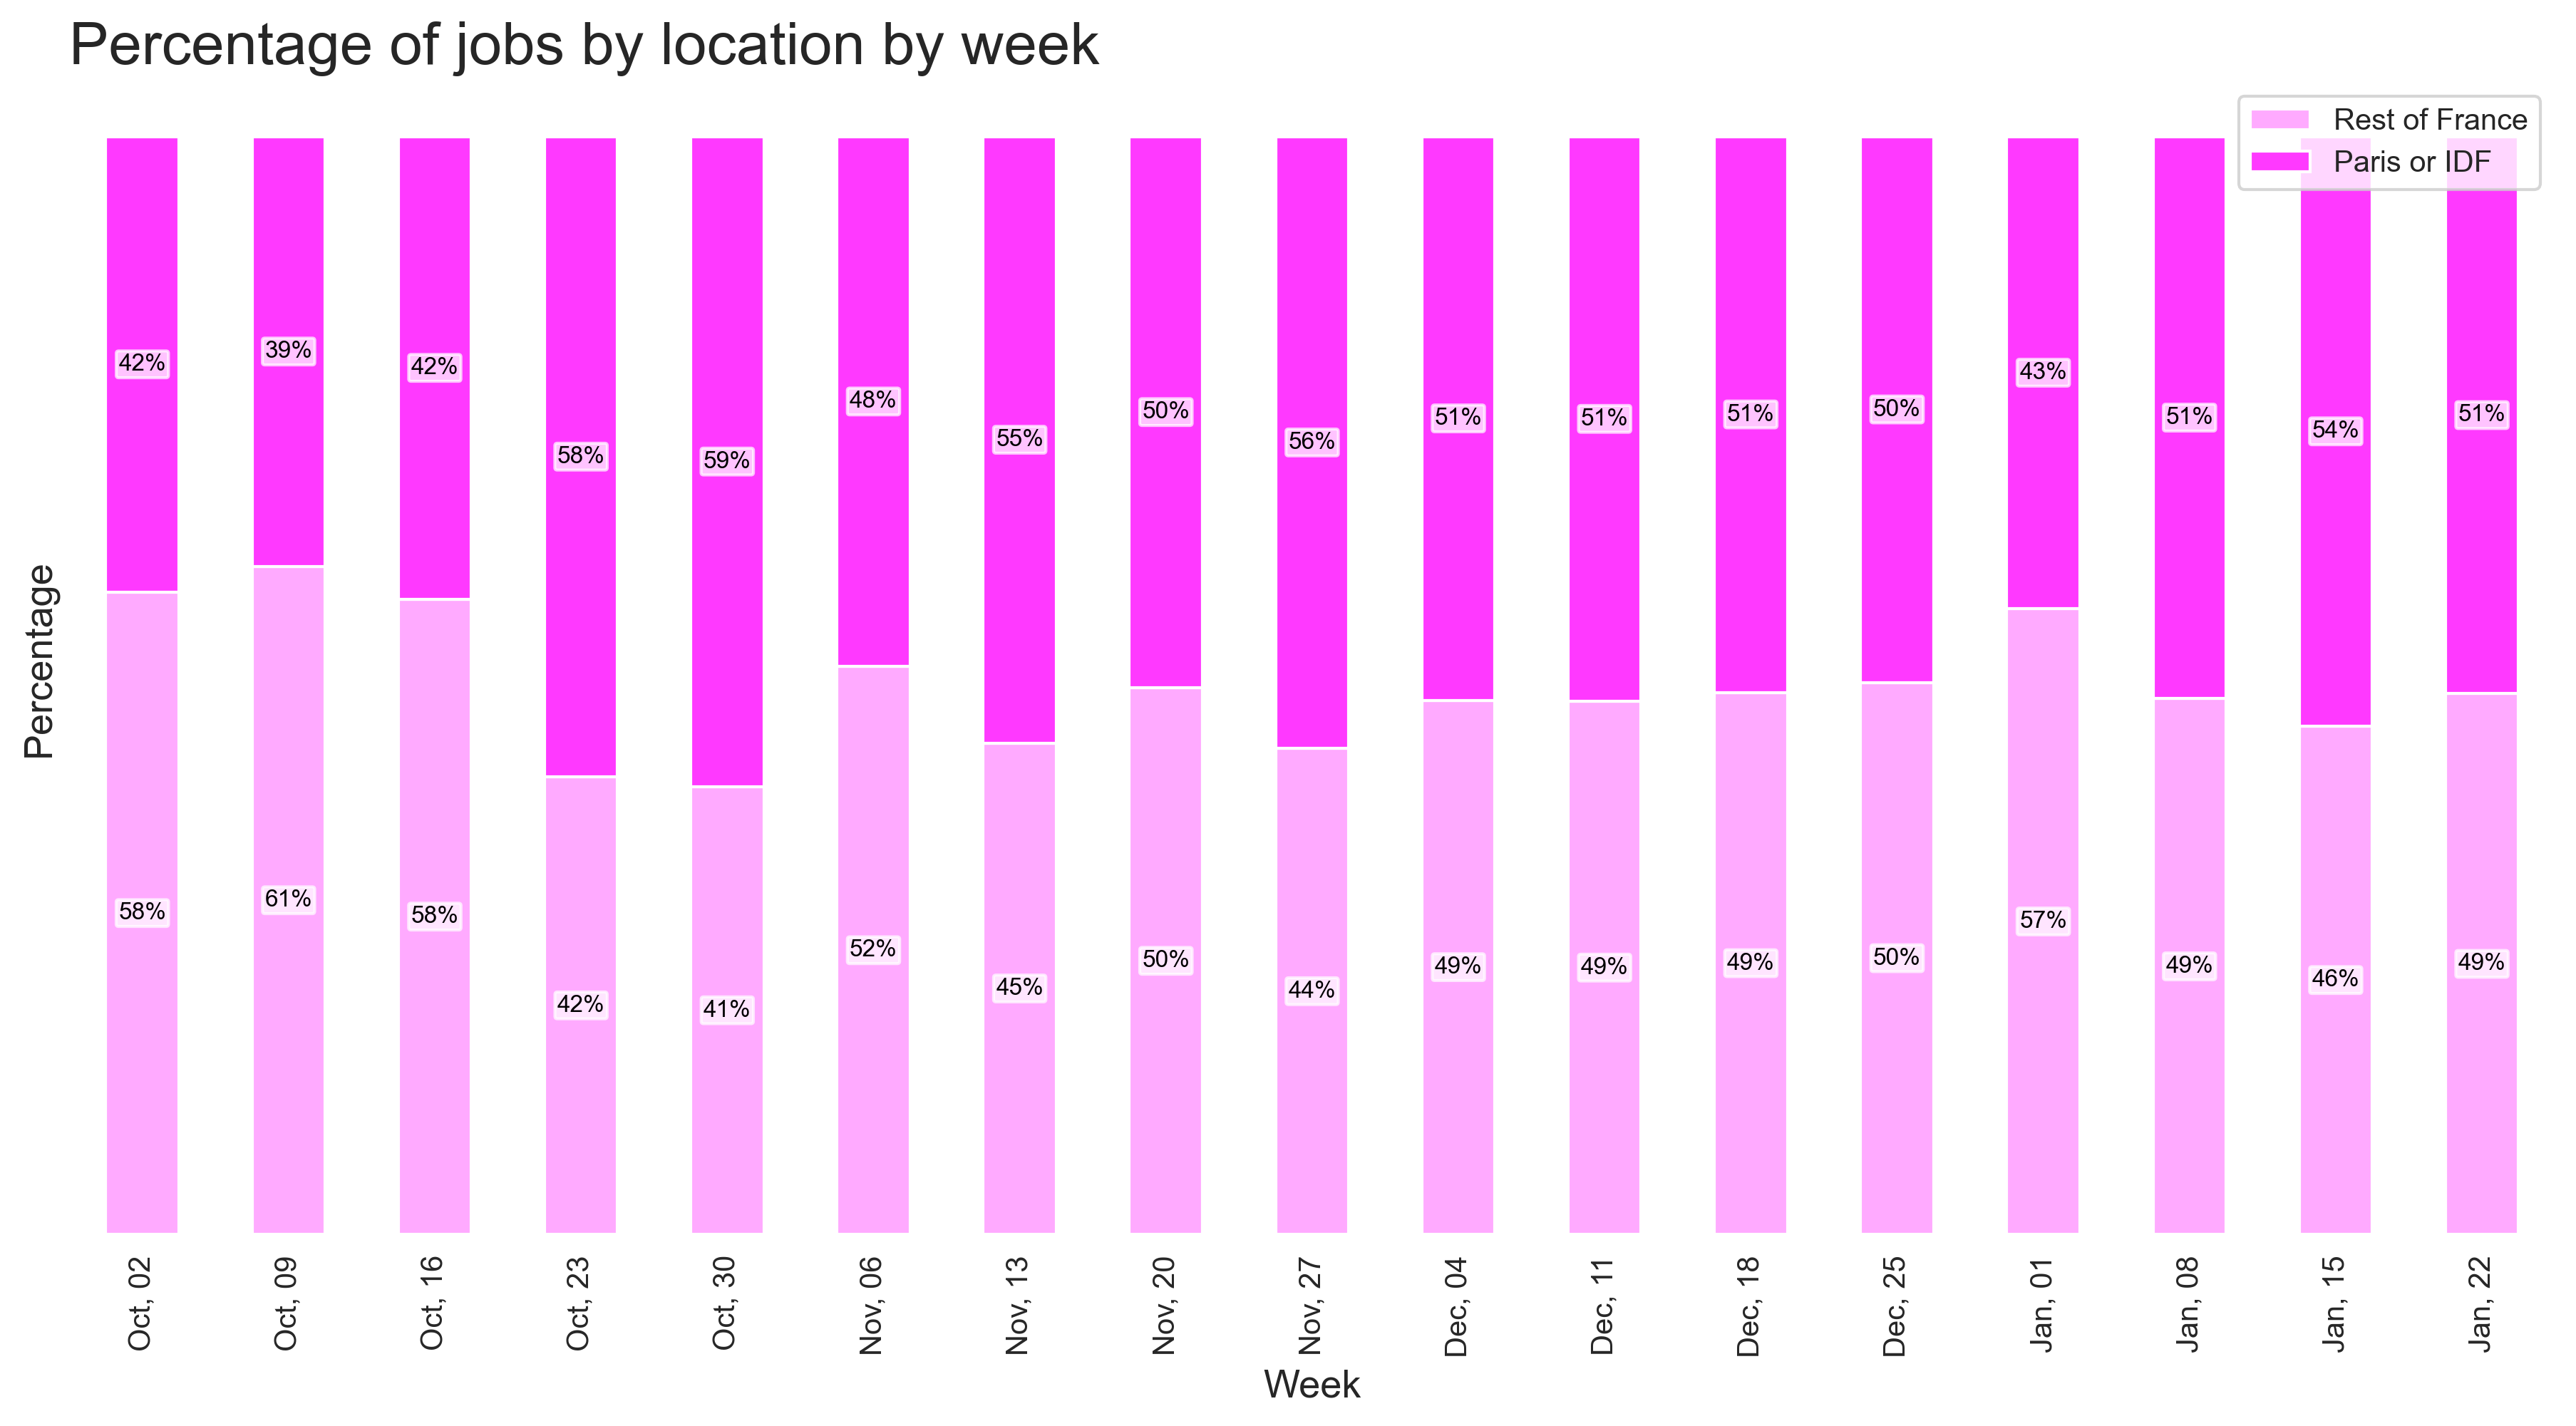 Percentage of jobs by location by week
Rest of France
Paris or IDF
Percentage
42%
39%
42%
58%
59%
48%
55%
50%
56%
51%
51%
51%
50%
43%
51%
54%
51%
58%
61%
58%
42%
41%
52%
45%
50%
44%
49%
49%
49%
50%
57%
49%
46%
49%
Oct, 02
Oct, 09
Oct, 16
Oct, 23
Oct, 30
Nov, 06
Nov, 13
Nov, 20
Nov, 27
Dec, 04
Dec, 11
Dec, 18
Dec, 25
Jan, 01
Jan, 08
Jan, 15
Jan, 22
Week